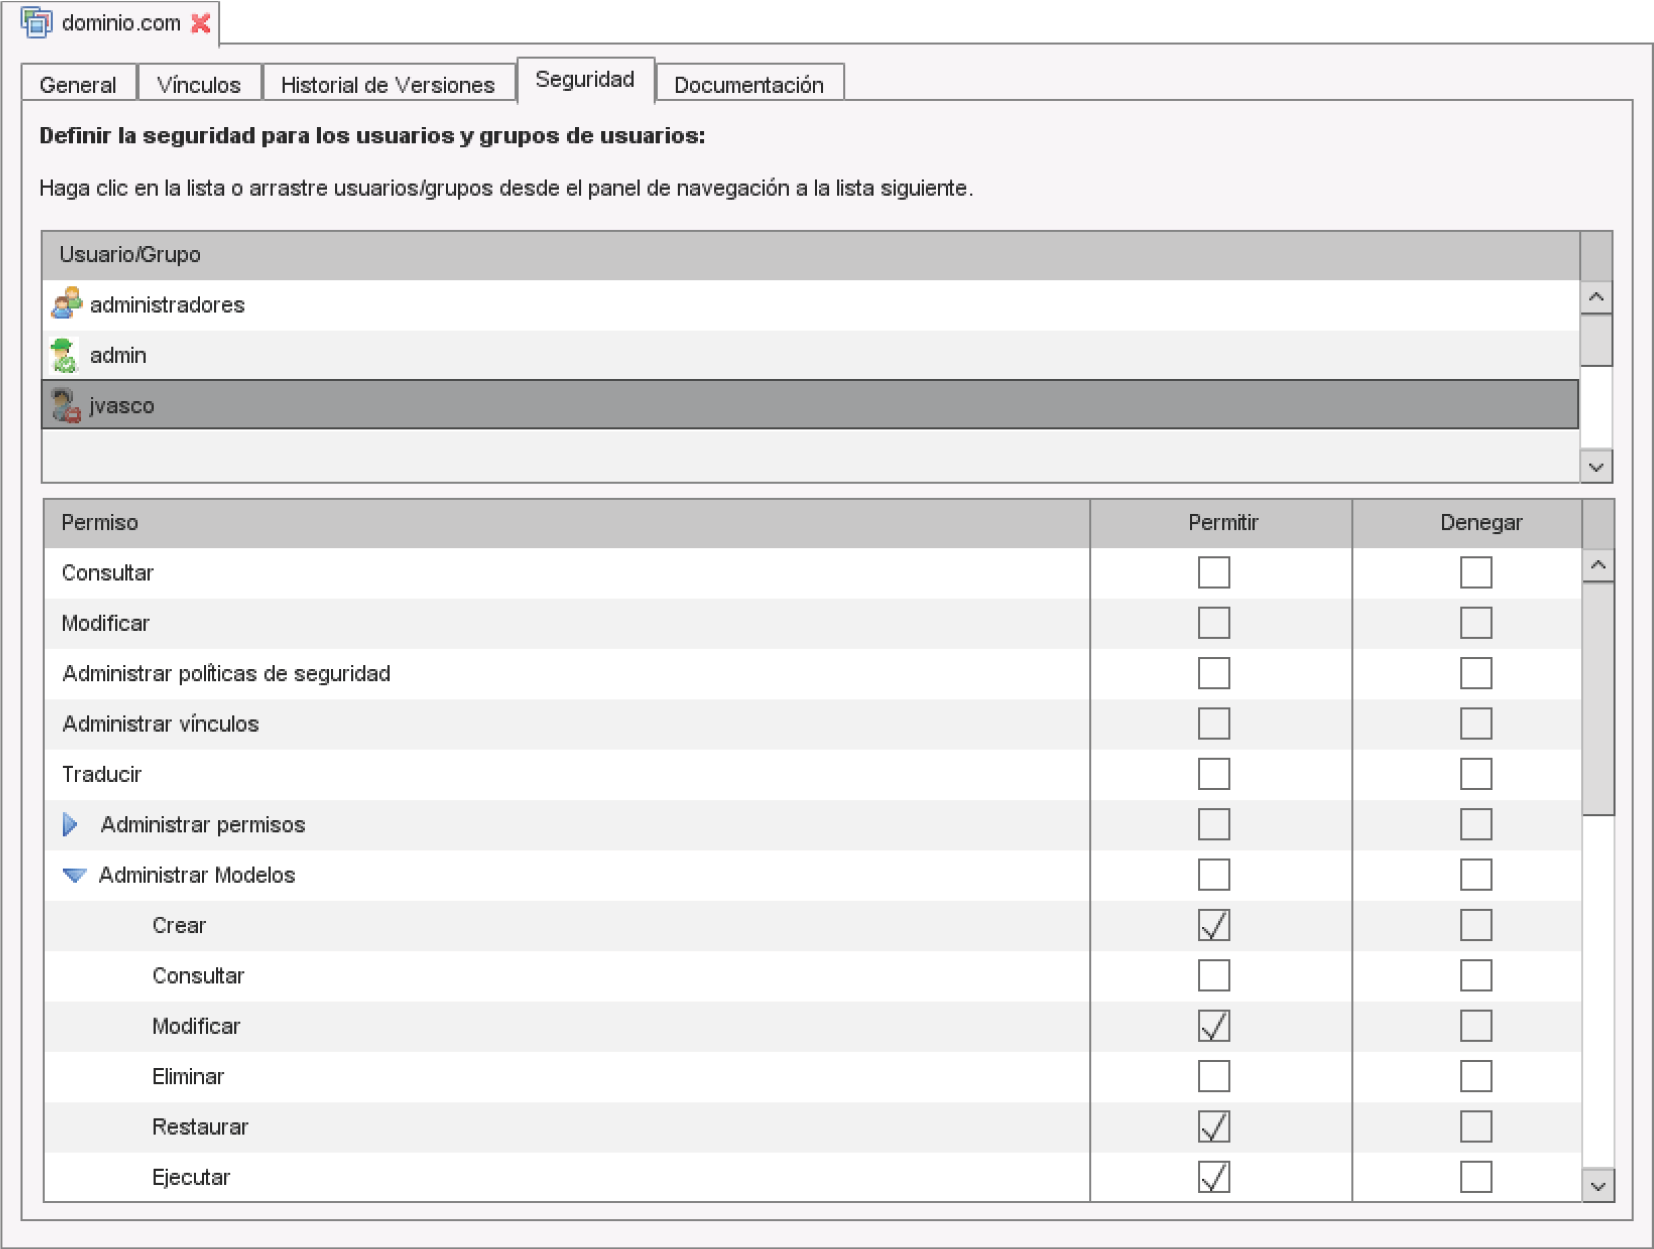 dominio.com
General Vínculos Historial de Versiones Seguridad Documentación
Definir la seguridad para los usuarios y grupos de usuarios:
Haga clic en la lista o arrastre usuarios/grupos desde el panel de navegación a la lista siguiente.
Usuario/Grupo
administradores
admin
jvasco
Permiso Permitir Denegar
Consultar
Modificar
Administrar políticas de seguridad
Administrar vínculos
Traducir
Administrar permisos
Administrar Modelos
Crear
Consultar
Modificar
Eliminar
Restaurar
Ejecutar